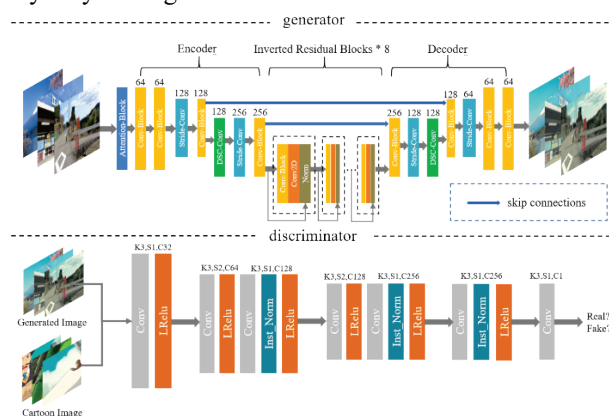 generator
Encoder
Inverted Residual Blocks * 8
Decoder
64
64
128
128
128
256
256
256
128
128
128
64
64
64
Attention-Block
Conv-Block
Conv-Block
Stride-Conv
Conv-Block
DSC-Conv
Stride-Conv
Conv-Block
Conv-Block
Conv2D
Norm
Conv-Block
Stride-Conv
DSC-Conv
Conv-Block
Stride-Conv
Conv-Block
Conv-Block
skip connections
discriminator
K3,S1,C32
K3,S2,C64
K3,S1,C128
K3,S2,C128
K3,S1,C256
K3,S1,C256
K3,S1,C1
Conv
LRelu
Conv
LRelu
Conv
Inst_Norm
LRelu
Conv
LRelu
Conv
Inst_Norm
LRelu
Conv
Inst_Norm
LRelu
Conv
Real?
Fake?
Generated Image
Cartoon Image